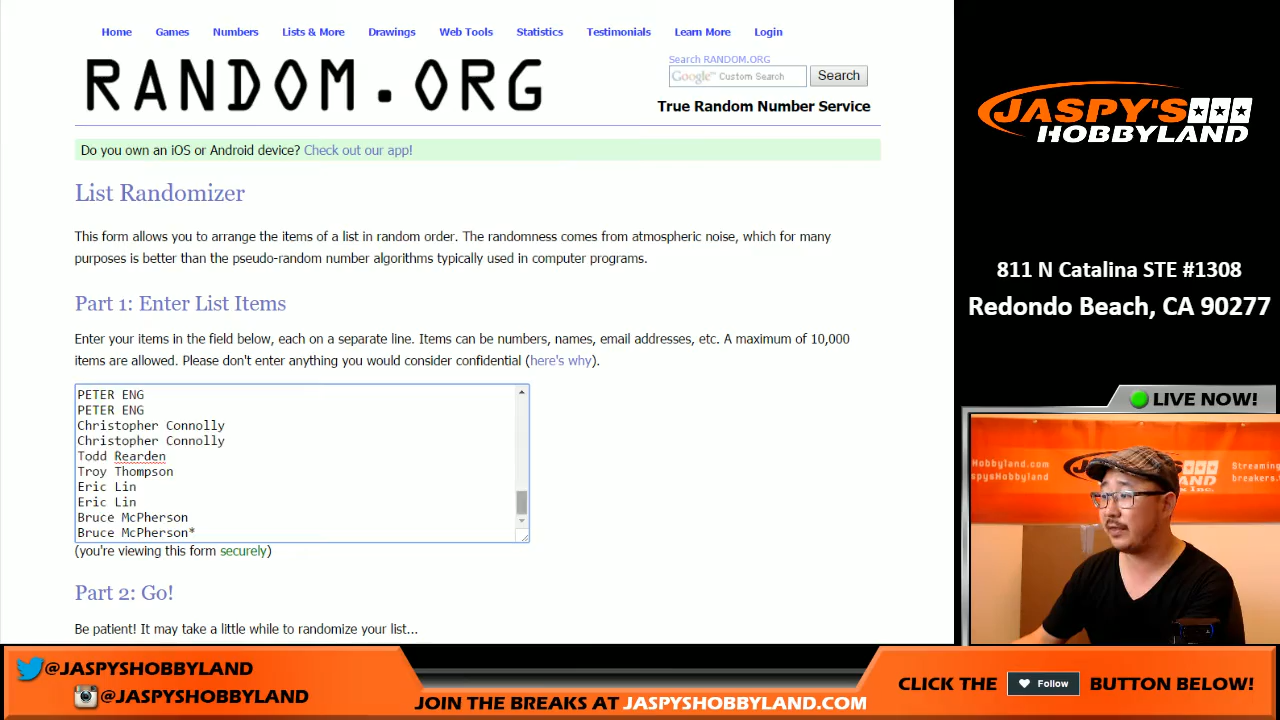 Home Games Numbers Lists & More Drawings Web Tools Statistics Testimonials Learn More Login
RANDOM.ORG
Search RANDOM.ORG
Google™ Custom Search Search
True Random Number Service
Do you own an iOS or Android device? Check out our app!
List Randomizer
This form allows you to arrange the items of a list in random order. The randomness comes from atmospheric noise, which for many
purposes is better than the pseudo-random number algorithms typically used in computer programs.
Part 1: Enter List Items
Enter your items in the field below, each on a separate line. Items can be numbers, names, email addresses, etc. A maximum of 10,000
items are allowed. Please don't enter anything you would consider confidential (here's why).
PETER ENG
PETER ENG
Christopher Connolly
Christopher Connolly
Todd Rearden
Troy Thompson
Eric Lin
Eric Lin
Bruce McPherson
Bruce McPherson*
(you're viewing this form securely)
Part 2: Go!
Be patient! It may take a little while to randomize your list...
JASPY'S
HOBBYLAND
811 N Catalina STE #1308
Redondo Beach, CA 90277
LIVE NOW!
Hobbyland.com
Streaming
breakers.
@JASPYSHOBBYLAND
@JASPYSHOBBYLAND
JOIN THE BREAKS AT JASPYSHOBBYLAND.COM
CLICK THE Follow BUTTON BELOW!